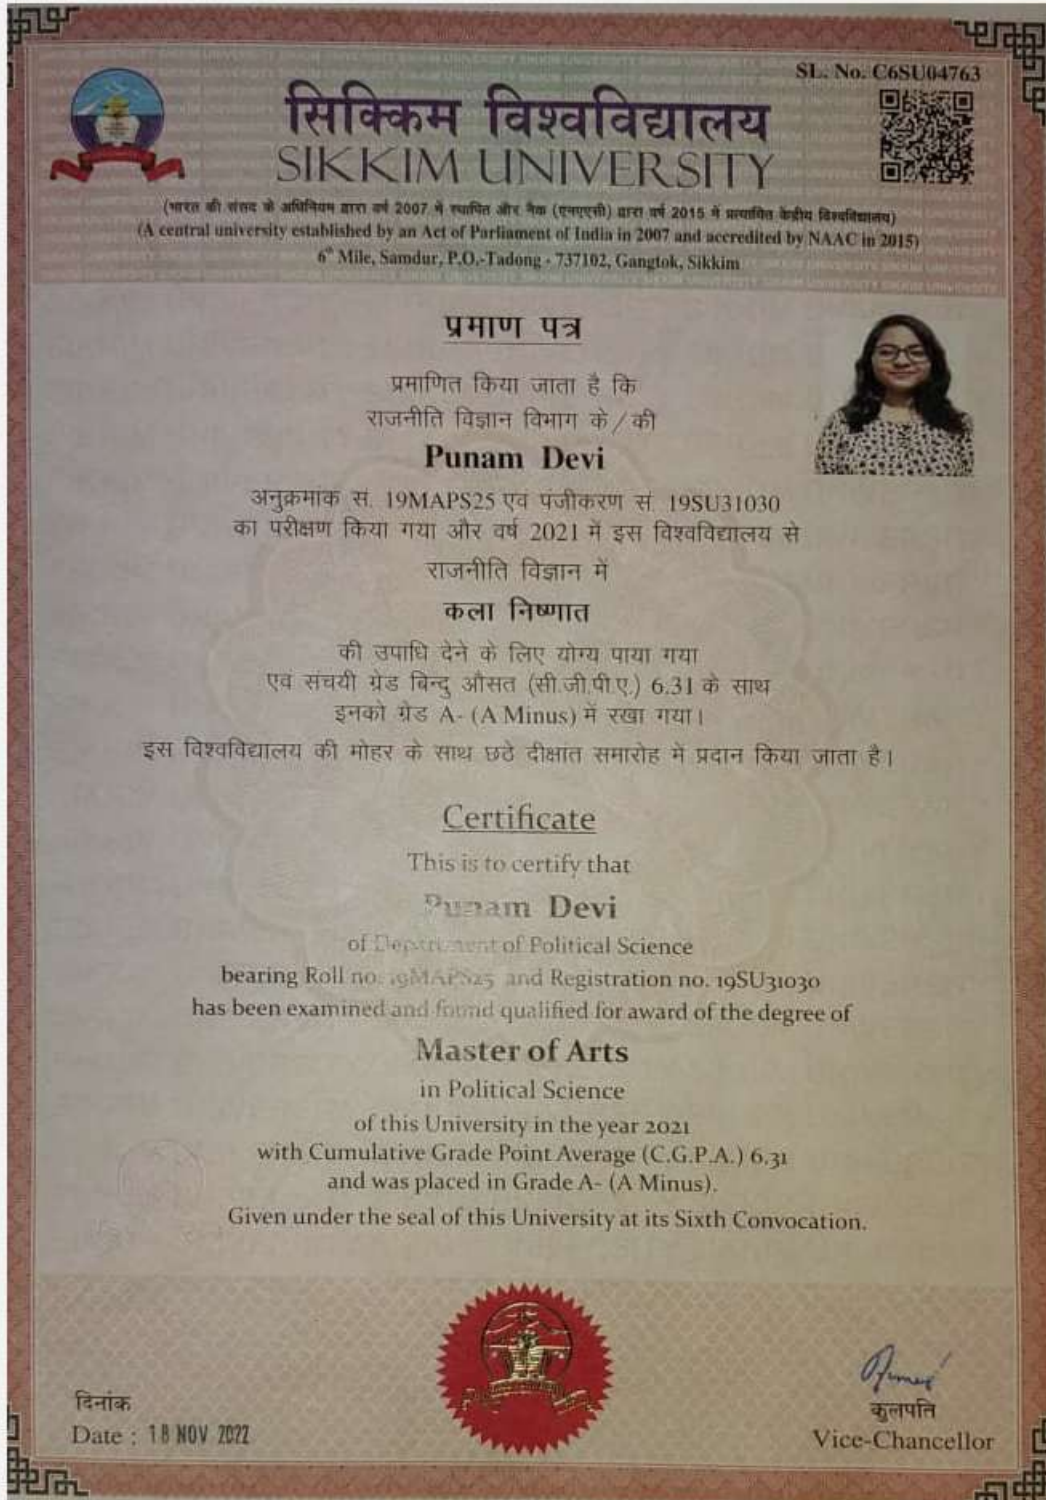 SL. No. C6SU04763
सिक्किम विश्वविद्यालय
SIKKIM UNIVERSITY
(भारत की संसद के अधिनियम द्वारा वर्ष 2007 में स्थापित और नैक (एनएएसी) द्वारा वर्ष 2015 में प्रत्यायित केन्द्रीय विश्वविद्यालय)
(A central university established by an Act of Parliament of India in 2007 and accredited by NAAC in 2015)
6th Mile, Samdur, P.O.-Tadong - 737102, Gangtok, Sikkim
प्रमाण पत्र
प्रमाणित किया जाता है कि
राजनीति विज्ञान विभाग के / की
Punam Devi
अनुक्रमांक सं. 19MAPS25 एवं पंजीकरण सं. 19SU31030
का परीक्षण किया गया और वर्ष 2021 में इस विश्वविद्यालय से
राजनीति विज्ञान में
कला निष्णात
की उपाधि देने के लिए योग्य पाया गया
एवं संचयी ग्रेड बिन्दु औसत (सी.जी.पी.ए.) 6.31 के साथ
इनको ग्रेड A- (A Minus) में रखा गया।
इस विश्वविद्यालय की मोहर के साथ छठे दीक्षांत समारोह में प्रदान किया जाता है।
Certificate
This is to certify that
Punam Devi
of Department of Political Science
bearing Roll no. 19MAPS25 and Registration no. 19SU31030
has been examined and found qualified for award of the degree of
Master of Arts
in Political Science
of this University in the year 2021
with Cumulative Grade Point Average (C.G.P.A.) 6.31
and was placed in Grade A- (A Minus).
Given under the seal of this University at its Sixth Convocation.
दिनांक
Date : 18 NOV 2022
कुलपति
Vice-Chancellor